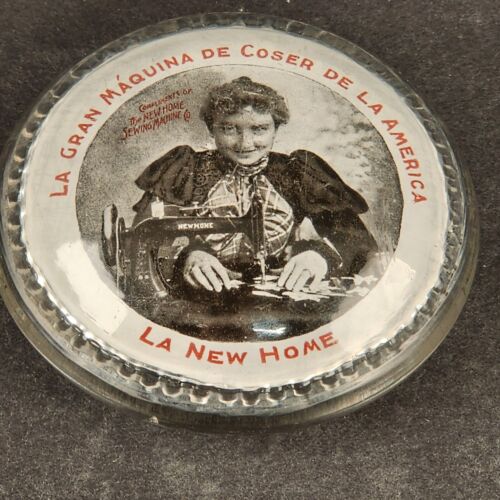 LA GRAN MÁQUINA DE COSER DE LA AMERICA
COMPLIMENTS OF
THE NEW HOME
SEWING MACHINE CO
NEW HOME
LA NEW HOME